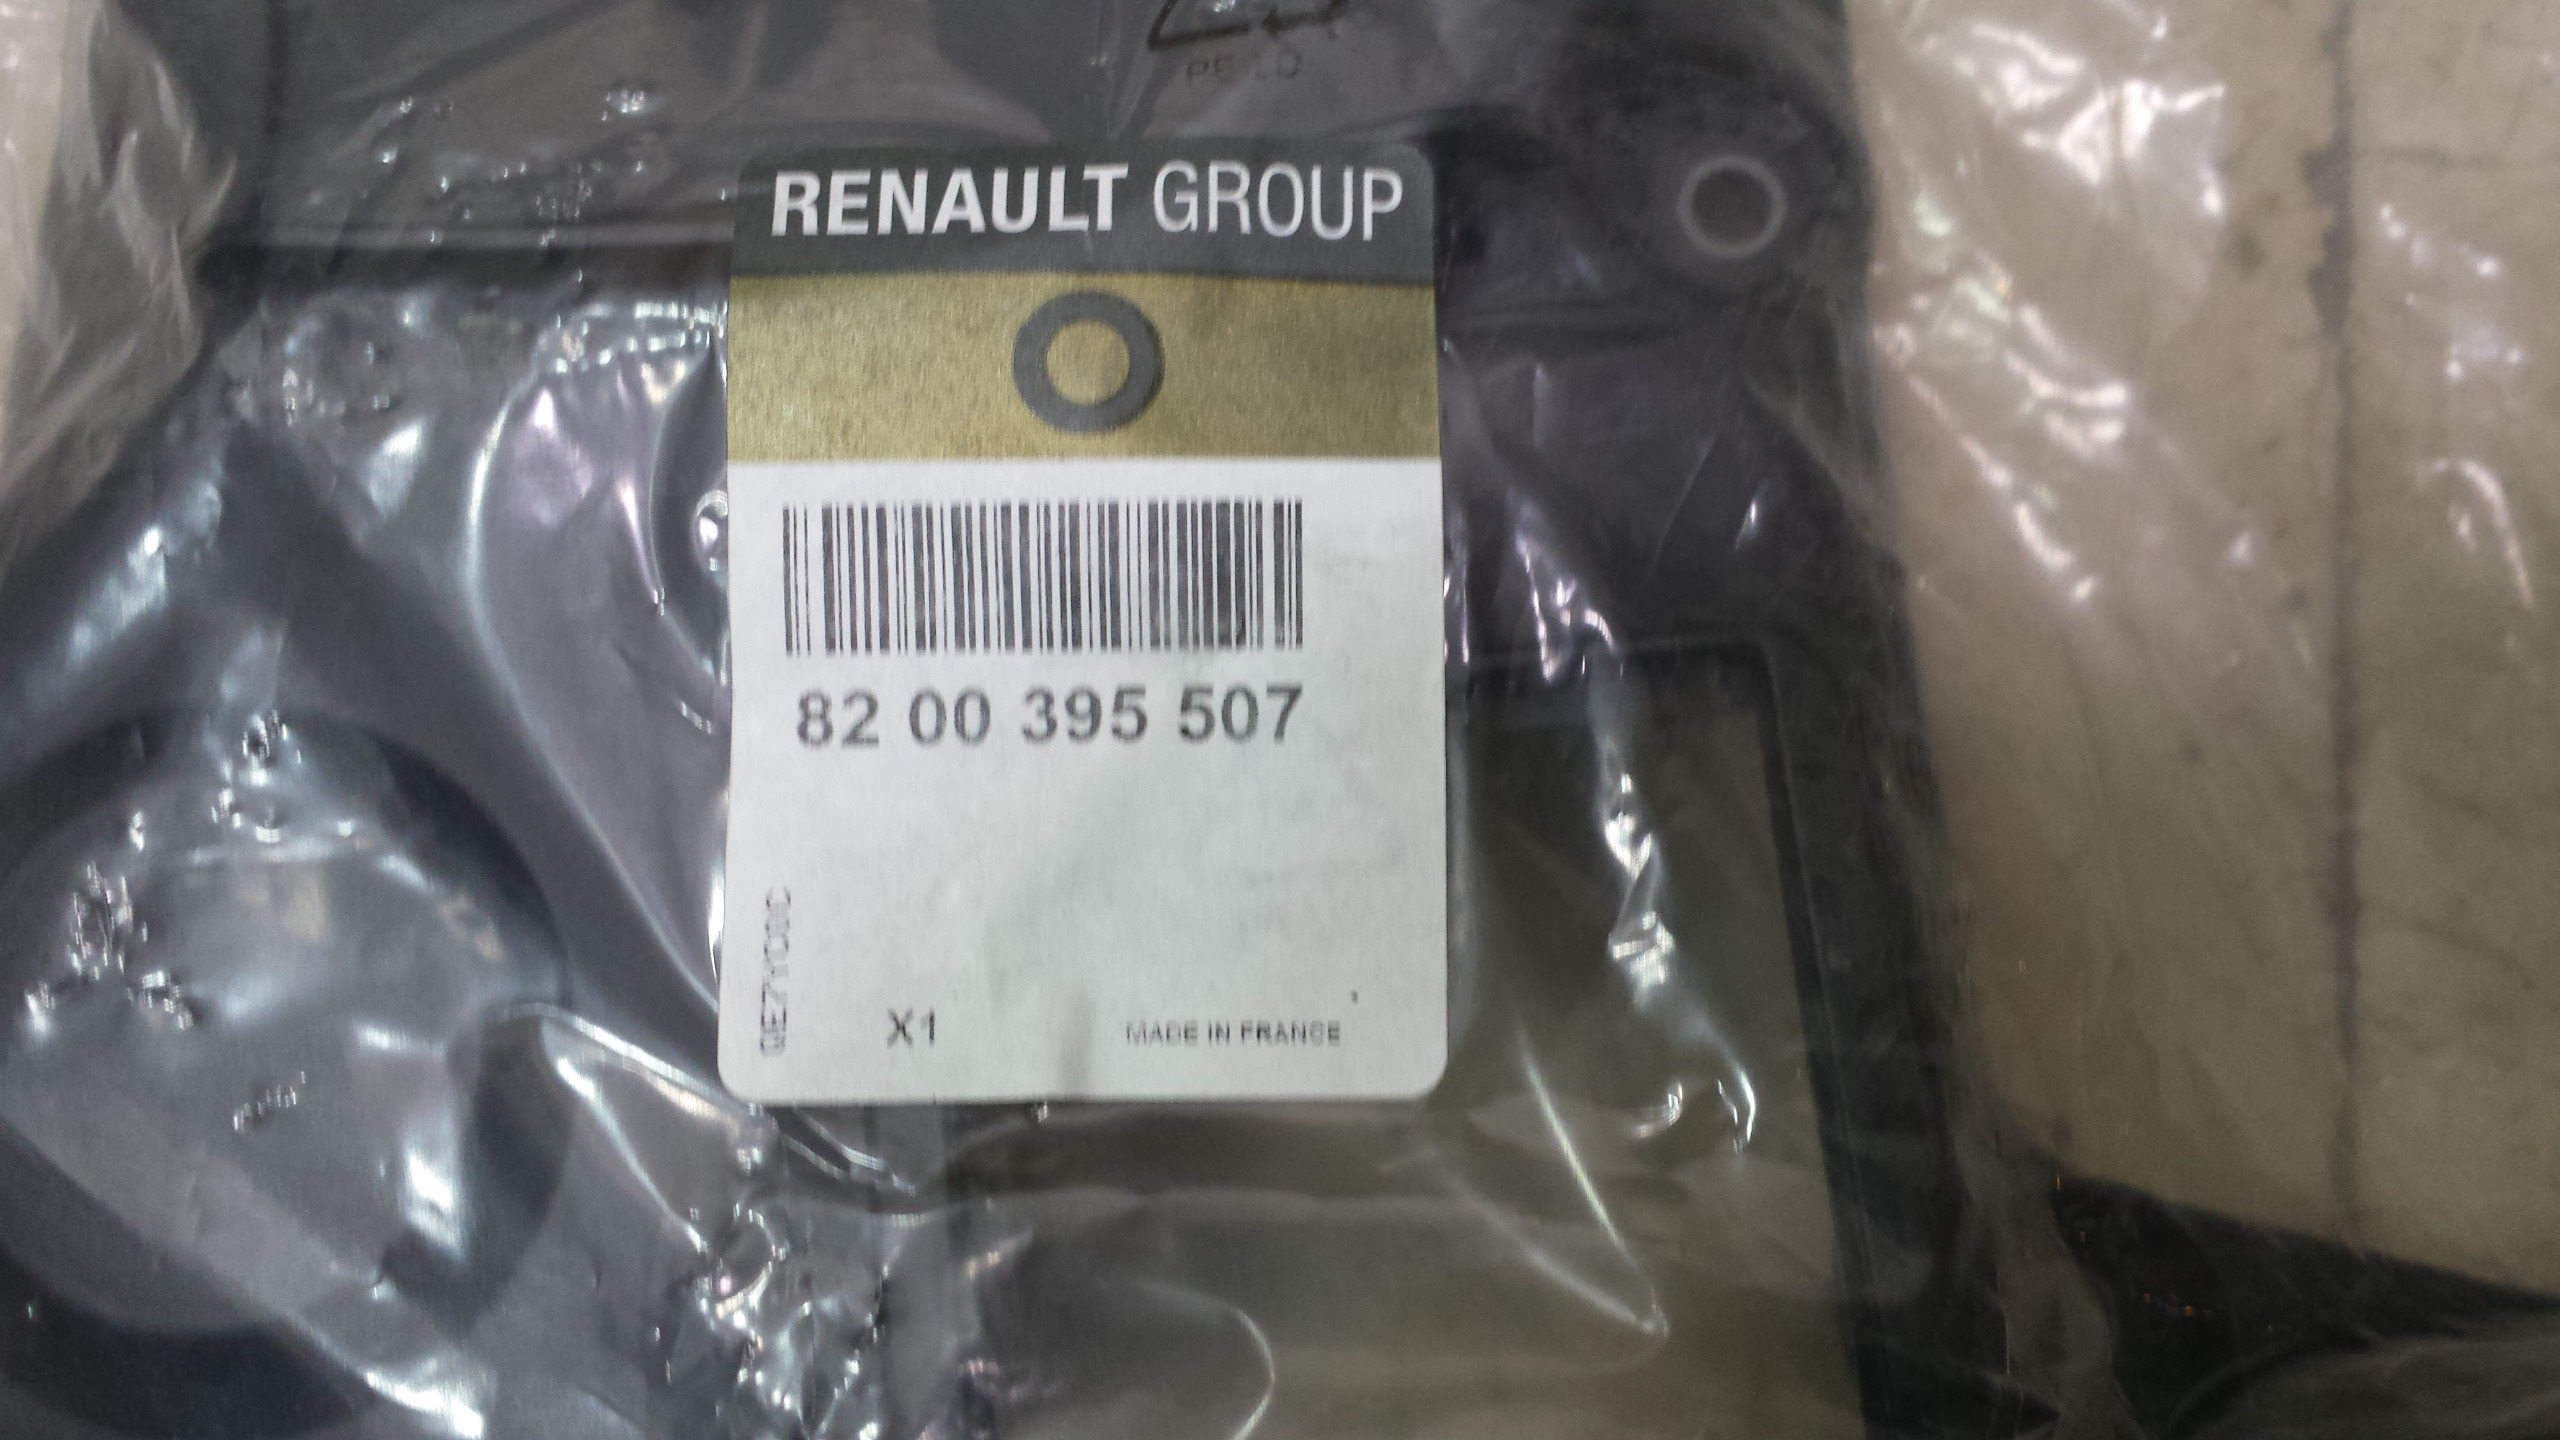 RENAULT GROUP
82 00 395 507
X1
MADE IN FRANCE